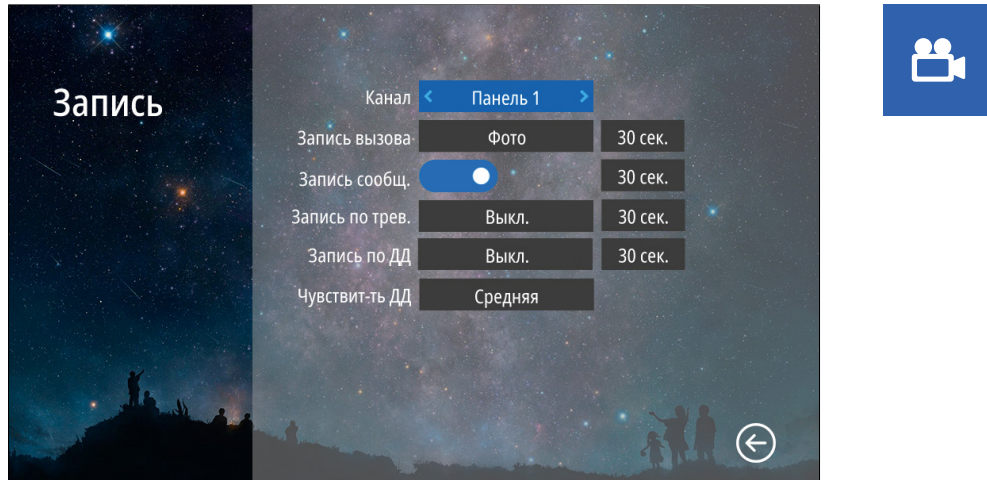 Запись
Канал Панель 1
Запись вызова Фото 30 сек.
Запись сообщ. 30 сек.
Запись по трев. Выкл. 30 сек.
Запись по ДД Выкл. 30 сек.
Чувствит-ть ДД Средняя